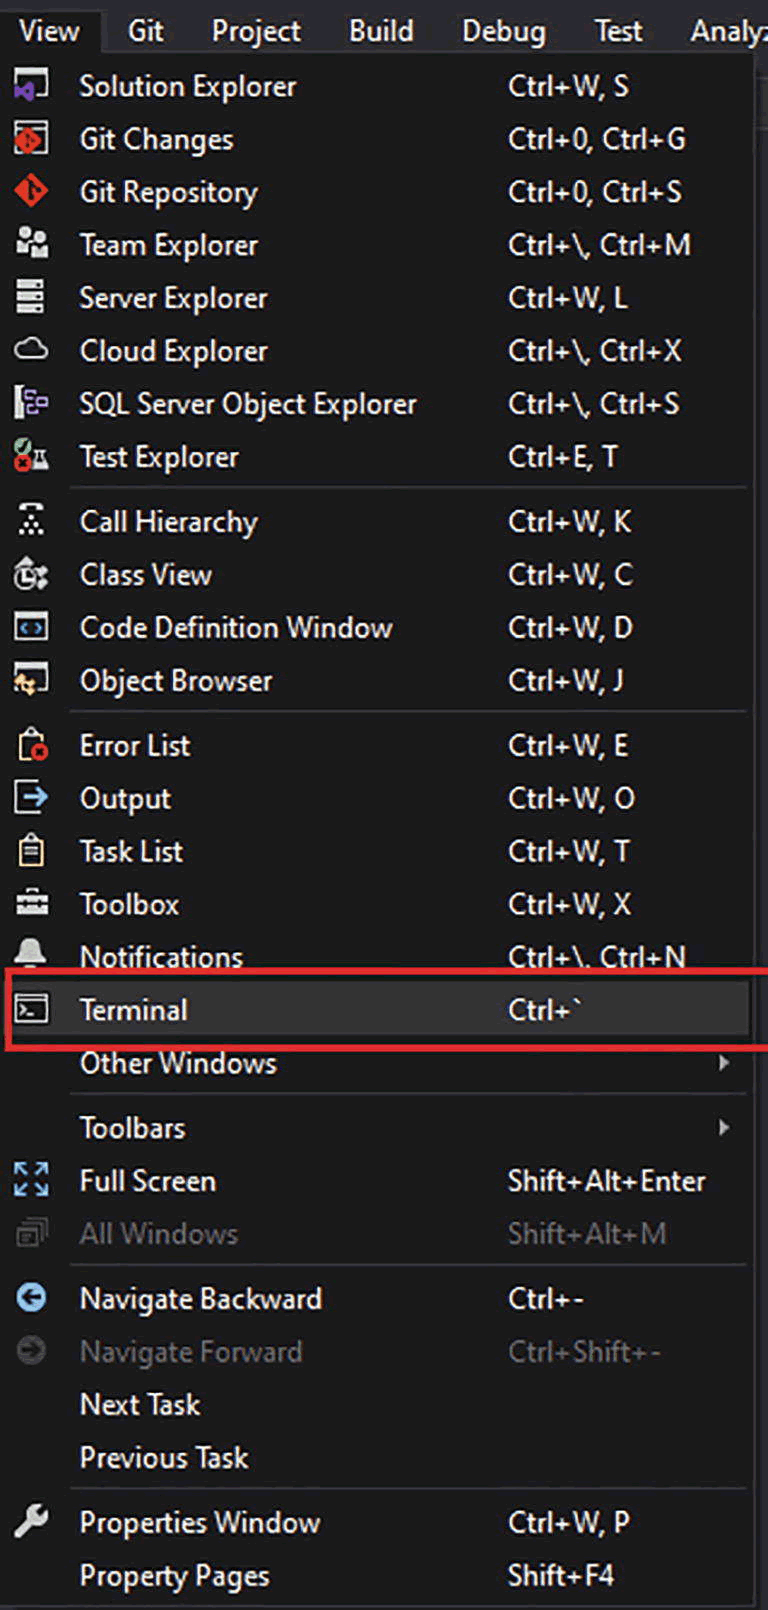 View Git Project Build Debug Test Analyz
Solution Explorer Ctrl+W, S
Git Changes Ctrl+0, Ctrl+G
Git Repository Ctrl+0, Ctrl+S
Team Explorer Ctrl+\, Ctrl+M
Server Explorer Ctrl+W, L
Cloud Explorer Ctrl+\, Ctrl+X
SQL Server Object Explorer Ctrl+\, Ctrl+S
Test Explorer Ctrl+E, T
Call Hierarchy Ctrl+W, K
Class View Ctrl+W, C
Code Definition Window Ctrl+W, D
Object Browser Ctrl+W, J
Error List Ctrl+W, E
Output Ctrl+W, O
Task List Ctrl+W, T
Toolbox Ctrl+W, X
Notifications Ctrl+\, Ctrl+N
Terminal Ctrl+`
Other Windows
Toolbars
Full Screen Shift+Alt+Enter
All Windows Shift+Alt+M
Navigate Backward Ctrl+-
Navigate Forward Ctrl+Shift+-
Next Task
Previous Task
Properties Window Ctrl+W, P
Property Pages Shift+F4